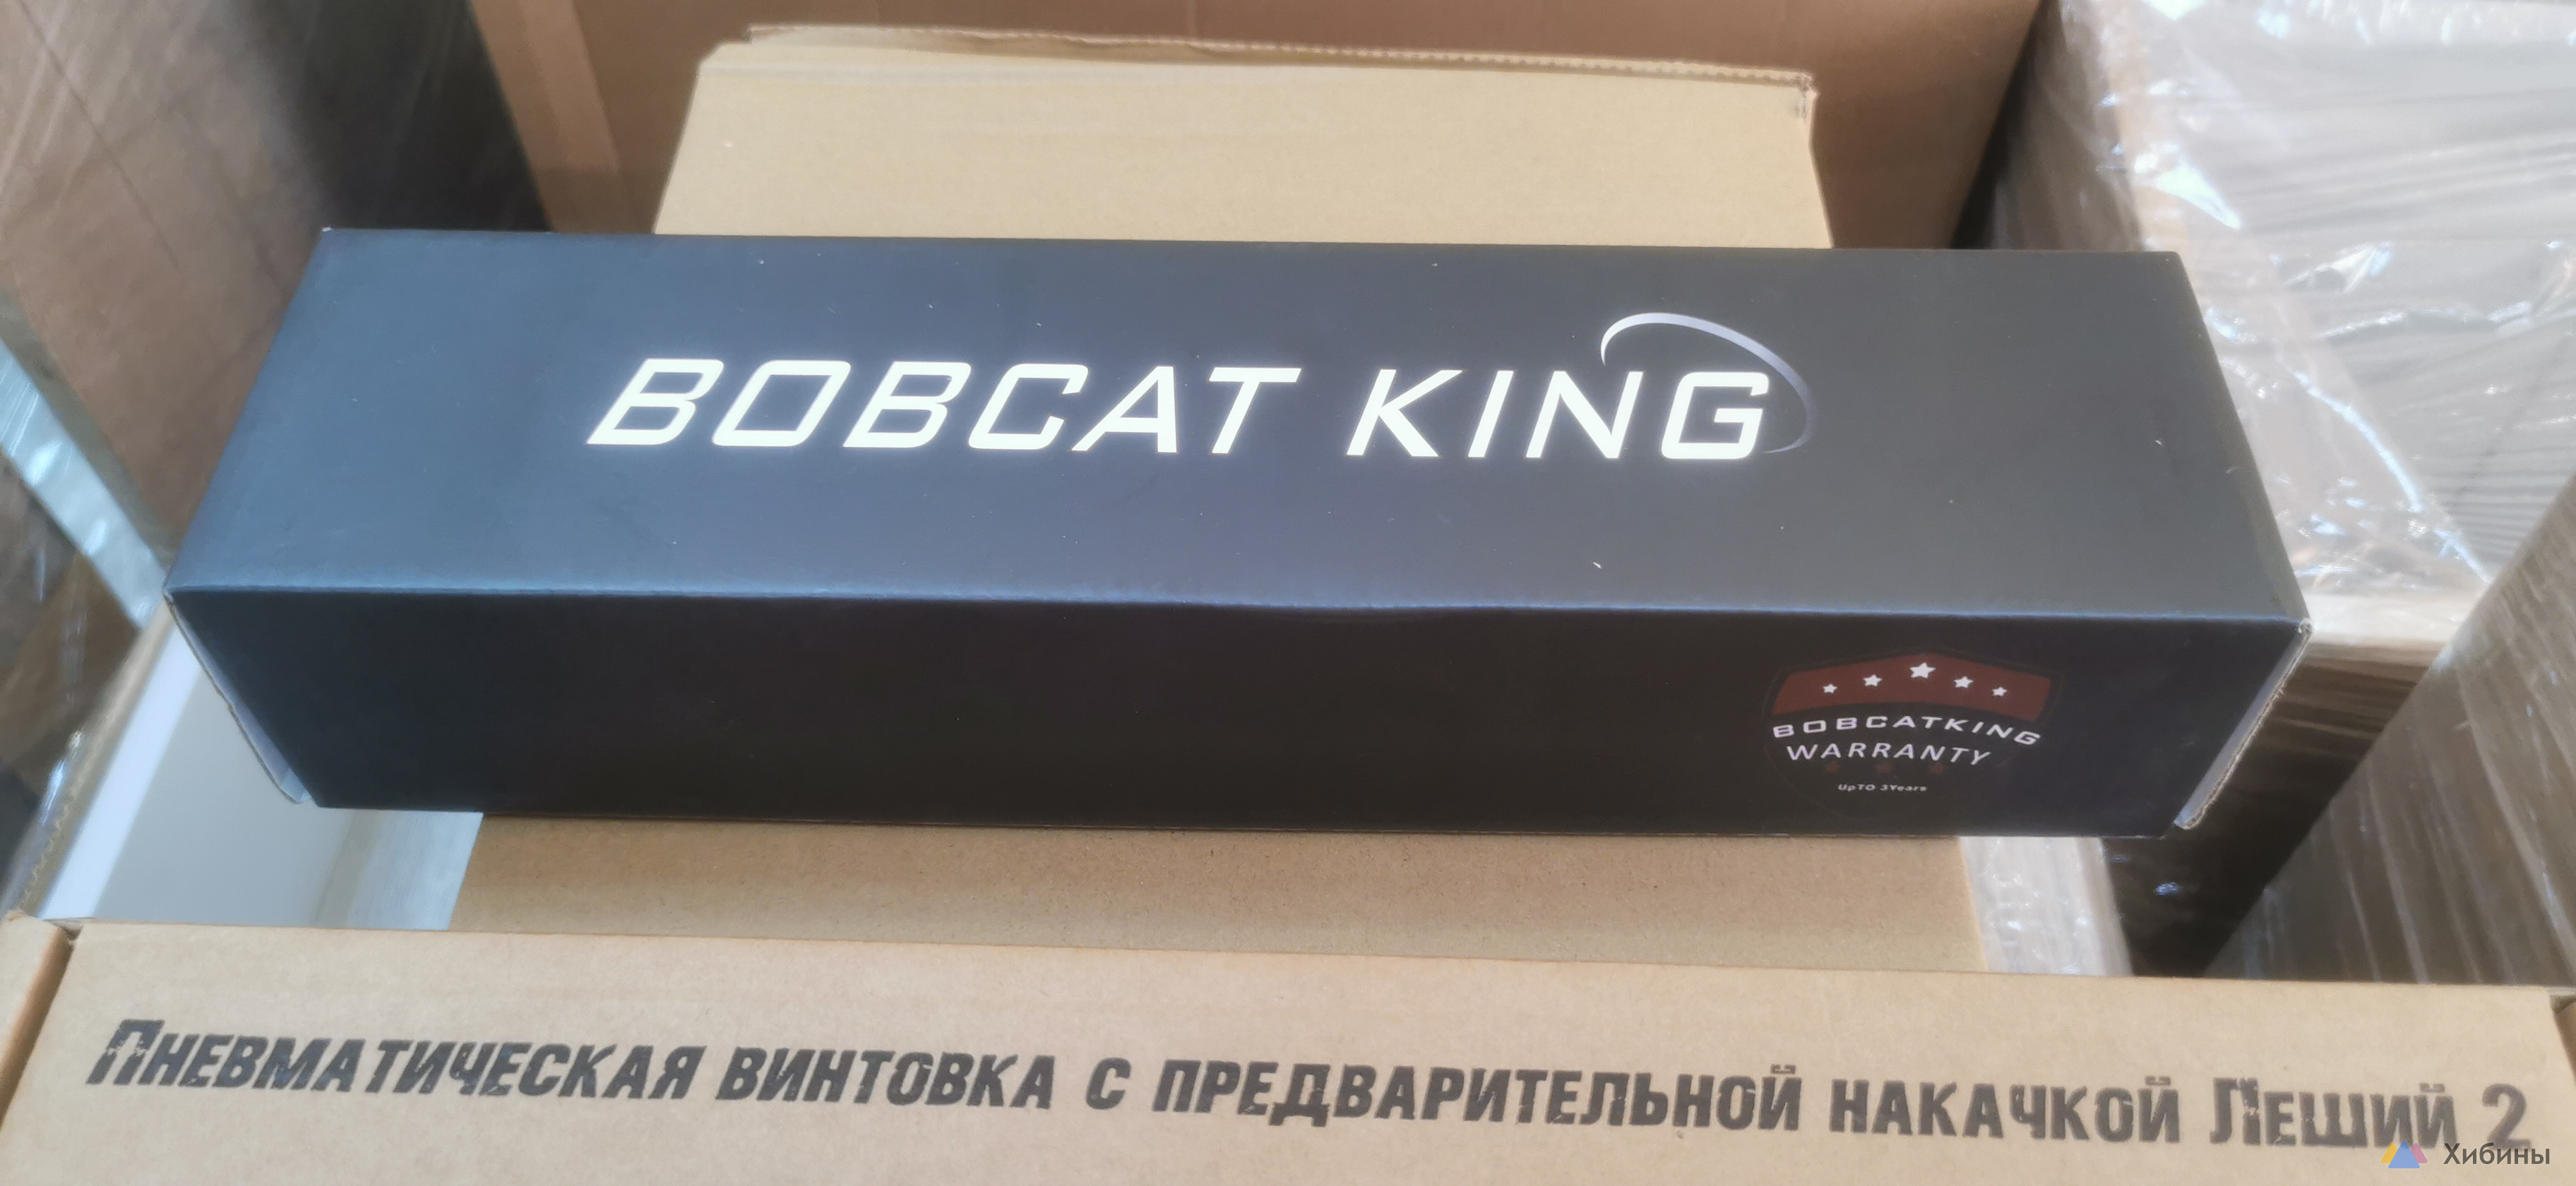 BOBCAT KING
BOBCATKING
WARRANTY
UpTO 3Years
Пневматическая винтовка с предварительной накачкой Леший 2
Хибины